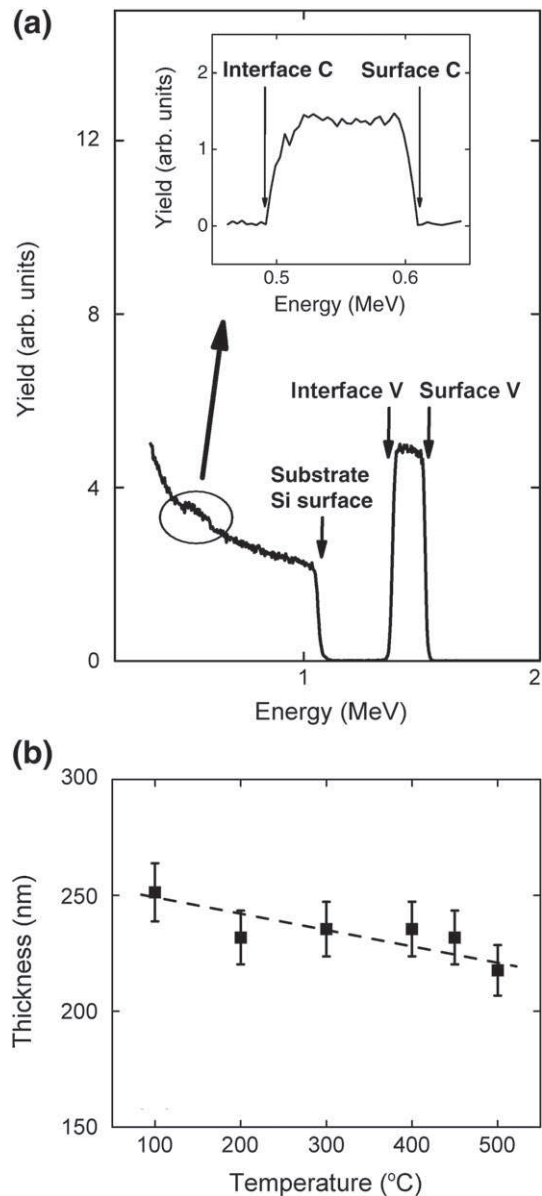 (a)
Interface C
Surface C
2
1
0
Yield (arb. units)
0.5
0.6
Energy (MeV)
12
8
4
0
Yield (arb. units)
Interface V
Surface V
Substrate
Si surface
1
2
Energy (MeV)
(b)
300
250
200
150
Thickness (nm)
100
200
300
400
500
Temperature (°C)